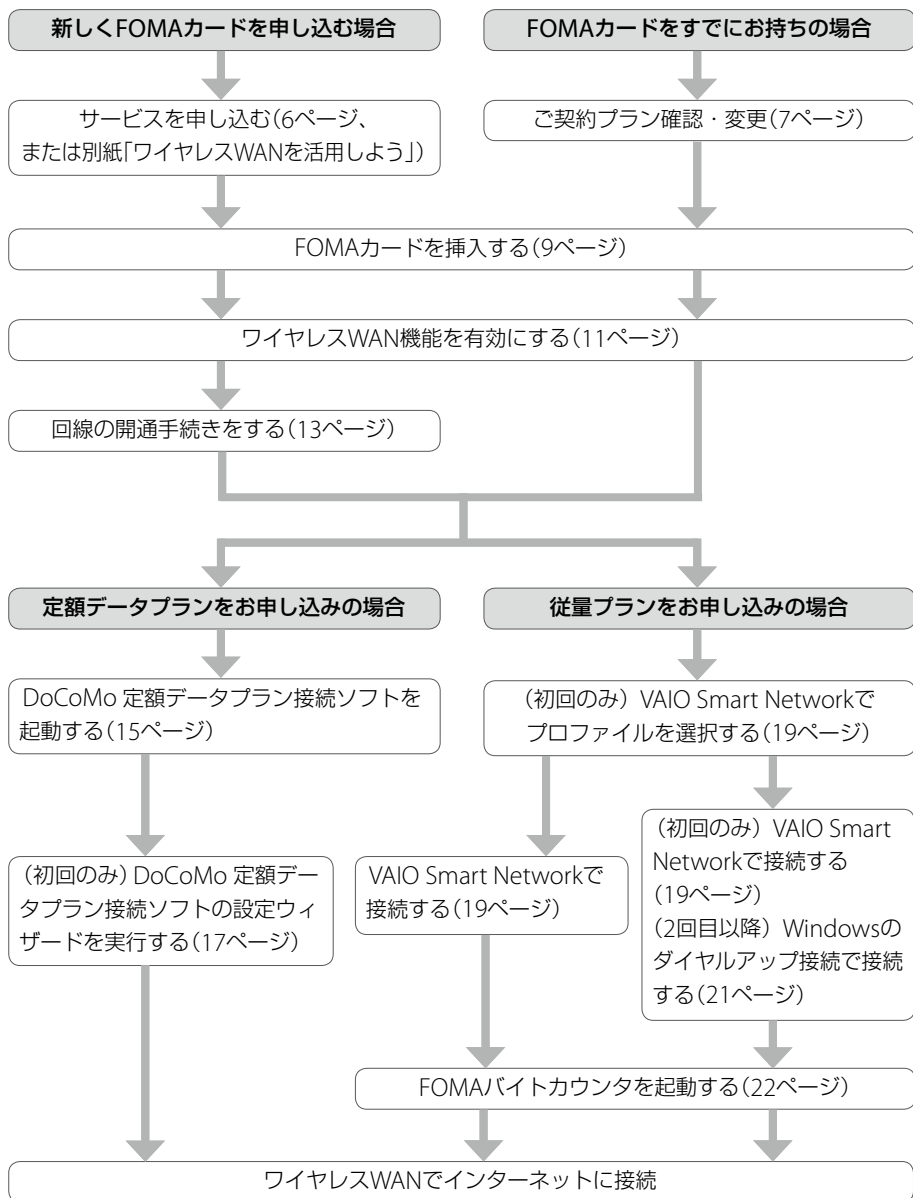 新しくFOMAカードを申し込む場合
FOMAカードをすでにお持ちの場合
サービスを申し込む(6ページ、
または別紙「ワイヤレスWANを活用しよう」)
ご契約プラン確認・変更(7ページ)
FOMAカードを挿入する(9ページ)
ワイヤレスWAN機能を有効にする(11ページ)
回線の開通手続きをする(13ページ)
定額データプランをお申し込みの場合
従量プランをお申し込みの場合
DoCoMo 定額データプラン接続ソフトを
起動する(15ページ)
(初回のみ) VAIO Smart Networkで
プロファイルを選択する(19ページ)
(初回のみ) DoCoMo 定額デー
タプラン接続ソフトの設定ウィ
ザードを実行する(17ページ)
VAIO Smart Networkで
接続する(19ページ)
(初回のみ) VAIO Smart
Networkで接続する
(19ページ)
(2回目以降) Windowsの
ダイヤルアップ接続で接続
する(21ページ)
FOMAバイトカウンタを起動する(22ページ)
ワイヤレスWANでインターネットに接続